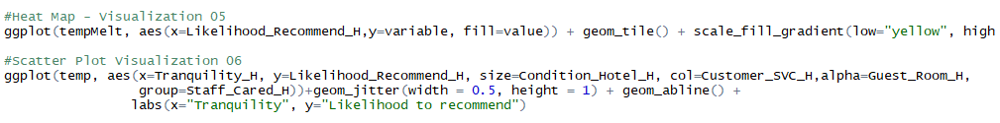 #Heat Map – Visualization 05
ggplot(tempMelt, aes(x=Likelihood_Recommend_H,y=variable, fill=value)) + geom_tile() + scale_fill_gradient(low="yellow", high
#Scatter Plot Visualization 06
ggplot(temp, aes(x=Tranquility_H, y=Likelihood_Recommend_H, size=Condition_Hotel_H, col=Customer_SVC_H,alpha=Guest_Room_H,
group=Staff_Cared_H))+geom_jitter(width = 0.5, height = 1) + geom_abline() +
labs(x="Tranquility", y="Likelihood to recommend")